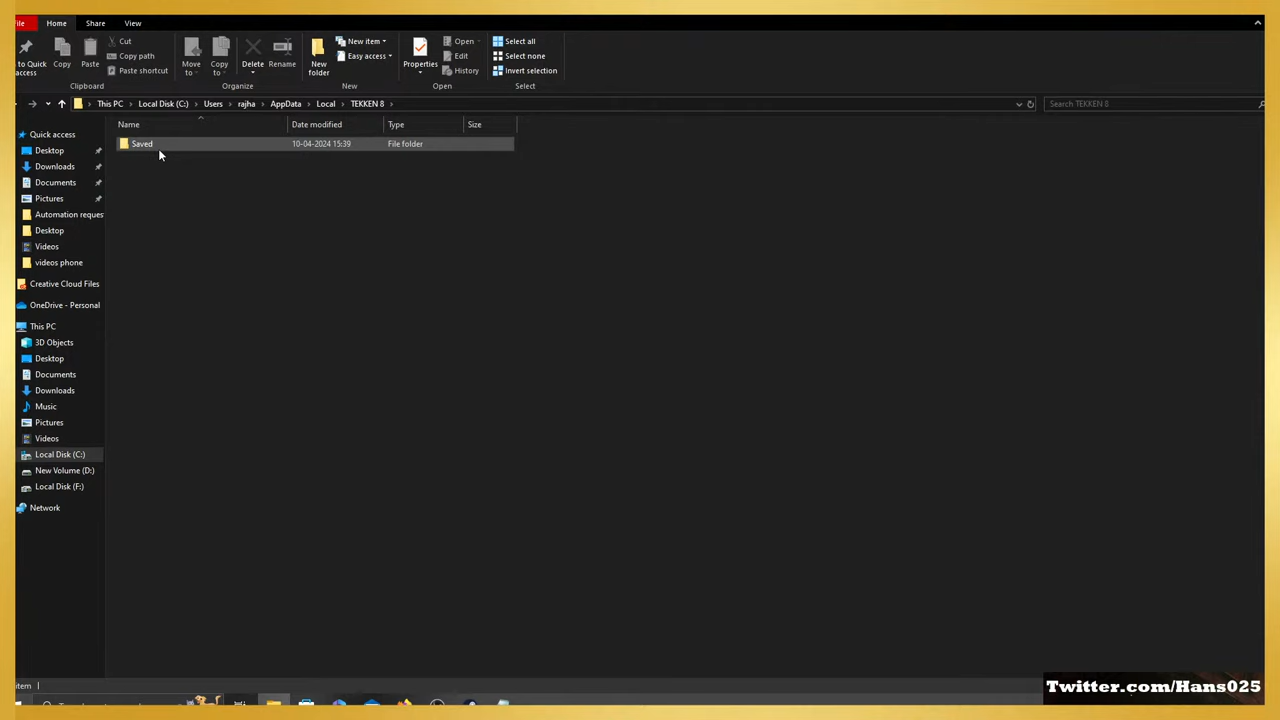 File Home Share View
to Quick access
Copy
Paste
Cut
Copy path
Paste shortcut
Clipboard
Move to
Copy to
Delete
Rename
Organize
New folder
New item
Easy access
New
Properties
Open
Edit
History
Open
Select all
Select none
Invert selection
Select
This PC > Local Disk (C:) > Users > rajha > AppData > Local > TEKKEN 8 >
Search TEKKEN 8
Name Date modified Type Size
Saved 10-04-2024 15:39 File folder
Quick access
Desktop
Downloads
Documents
Pictures
Automation reques
Desktop
Videos
videos phone
Creative Cloud Files
OneDrive - Personal
This PC
3D Objects
Desktop
Documents
Downloads
Music
Pictures
Videos
Local Disk (C:)
New Volume (D:)
Local Disk (F:)
Network
item
Twitter.com/Hans025